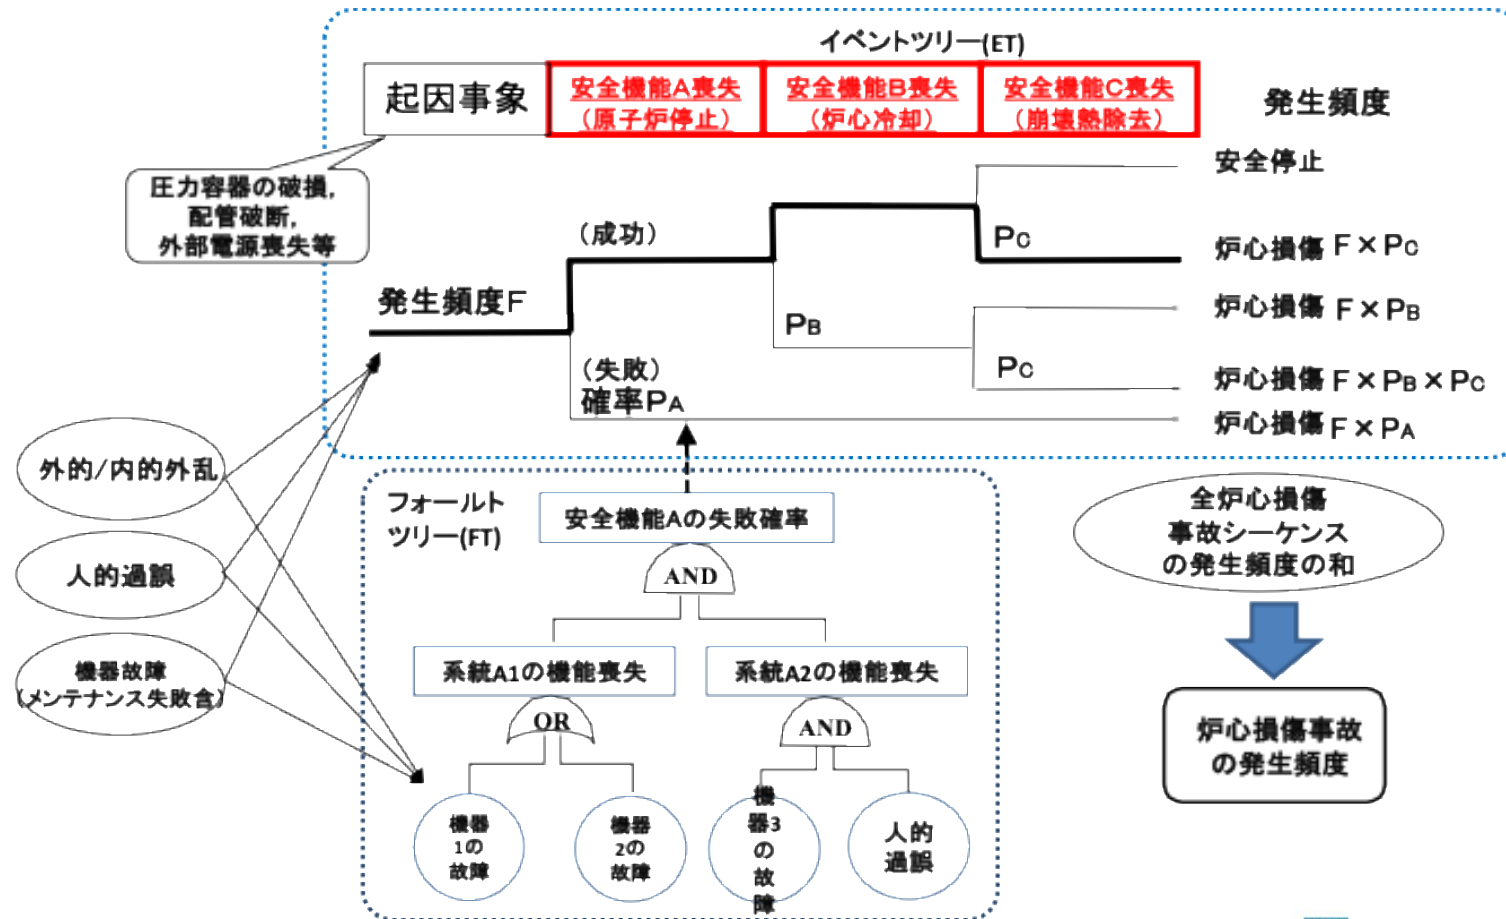 イベントツリー(ET)
起因事象
安全機能A喪失
(原子炉停止)
安全機能B喪失
(炉心冷却)
安全機能C喪失
(崩壊熱除去)
発生頻度
圧力容器の破損,
配管破断,
外部電源喪失等
安全停止
(成功)
PC
炉心損傷 F×PC
発生頻度F
PB
炉心損傷 F×PB
(失敗)
確率PA
PC
炉心損傷 F×PB×PC
炉心損傷 F×PA
外的/内的外乱
人的過誤
機器故障
(メンテナンス失敗含)
フォールト
ツリー(FT)
安全機能Aの失敗確率
AND
系統A1の機能喪失
系統A2の機能喪失
OR
AND
機器
1の
故障
機器
2の
故障
機
器3
の
故
障
人的
過誤
全炉心損傷
事故シーケンス
の発生頻度の和
炉心損傷事故
の発生頻度